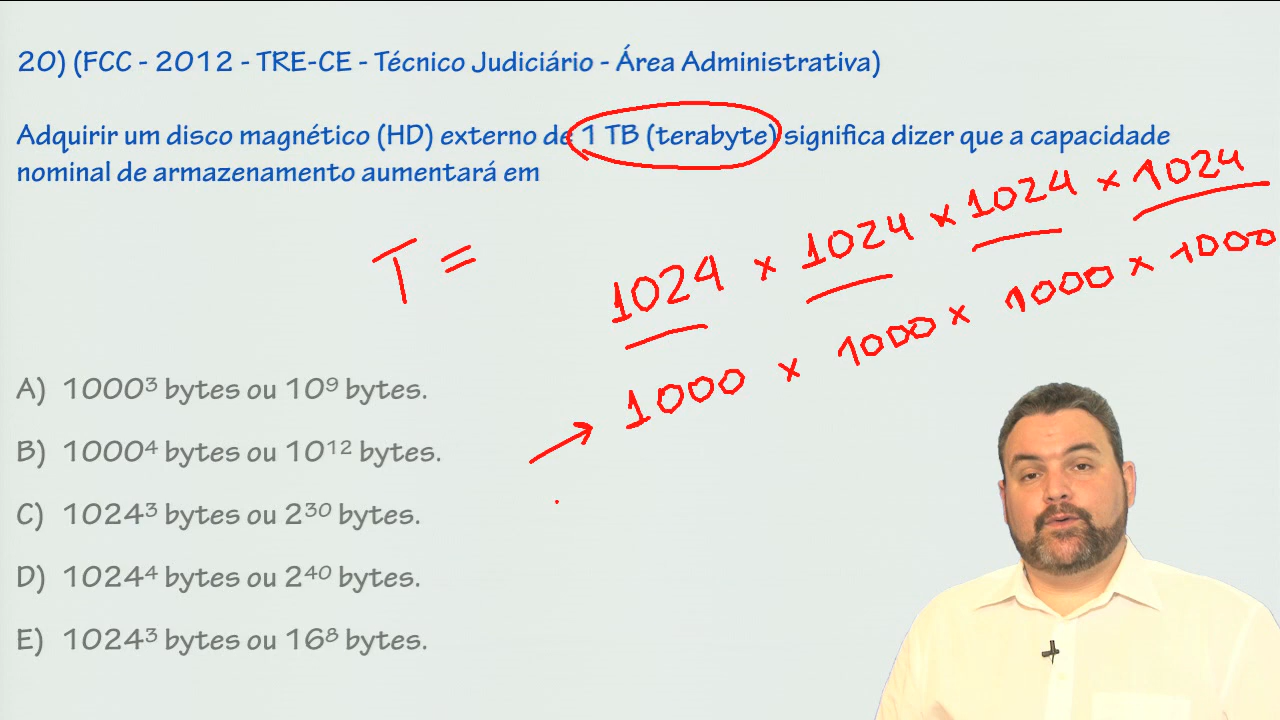 20) (FCC - 2012 - TRE-CE - Técnico Judiciário - Área Administrativa)
Adquirir um disco magnético (HD) externo de 1 TB (terabyte) significa dizer que a capacidade
nominal de armazenamento aumentará em
T = 1024 × 1024 × 1024 × 1024
1000 × 1000 × 1000 × 1000
A) 1000³ bytes ou 10⁹ bytes.
B) 1000⁴ bytes ou 10¹² bytes.
C) 1024³ bytes ou 2³⁰ bytes.
D) 1024⁴ bytes ou 2⁴⁰ bytes.
E) 1024³ bytes ou 16⁸ bytes.